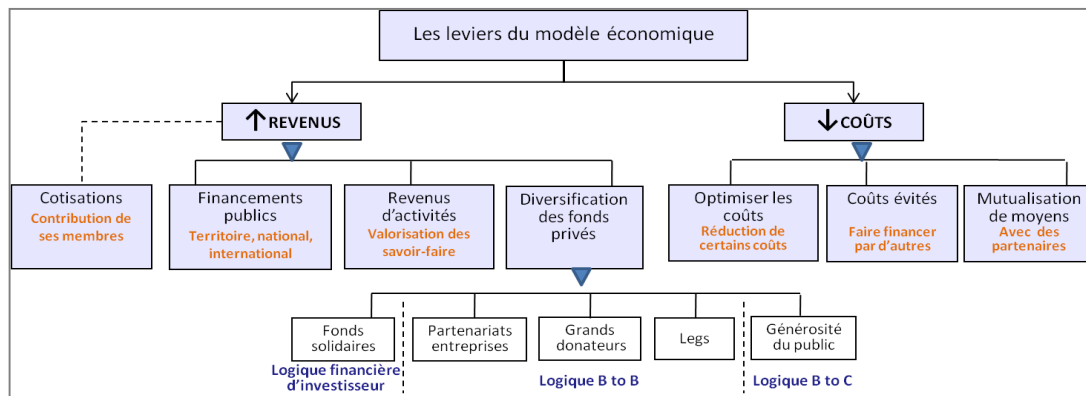 Les leviers du modèle économique
↑ REVENUS
↓ COÛTS
Cotisations
Contribution de
ses membres
Financements
publics
Territoire, national,
international
Revenus
d’activités
Valorisation des
savoir-faire
Diversification
des fonds
privés
Optimiser les
coûts
Réduction de
certains coûts
Coûts évités
Faire financer
par d’autres
Mutualisation
de moyens
Avec des
partenaires
Fonds
solidaires
Partenariats
entreprises
Grands
donateurs
Legs
Générosité
du public
Logique financière
d’investisseur
Logique B to B
Logique B to C